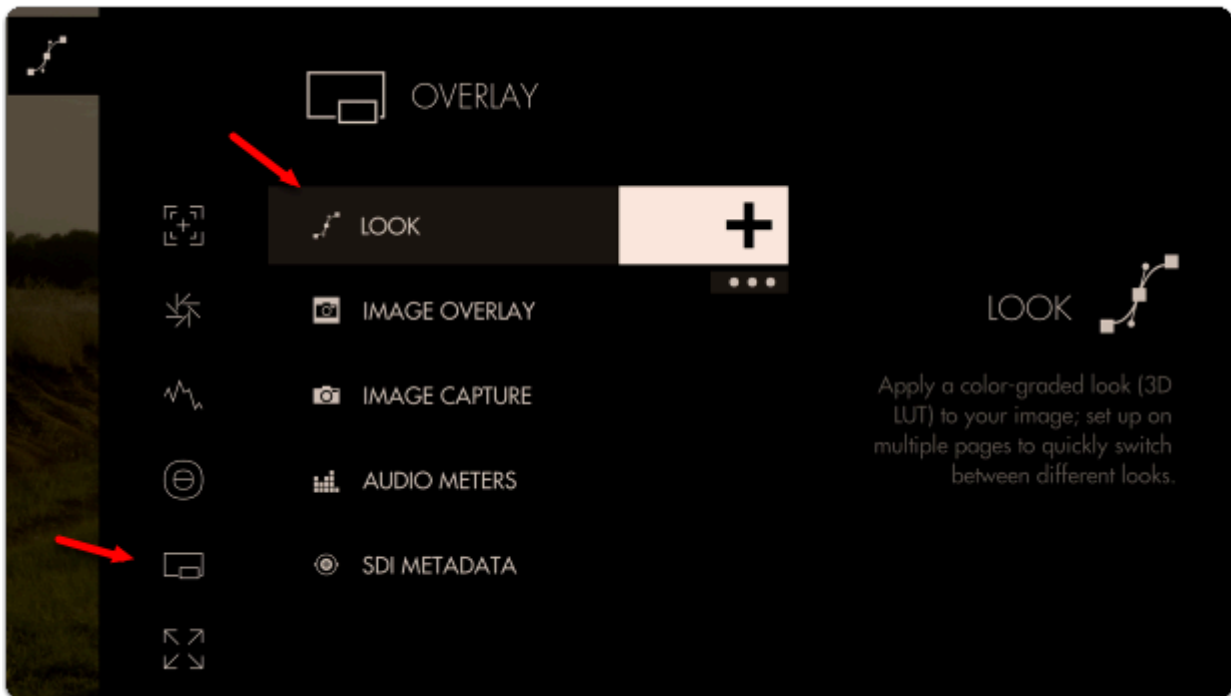 OVERLAY
LOOK
IMAGE OVERLAY
IMAGE CAPTURE
AUDIO METERS
SDI METADATA
LOOK
Apply a color-graded look (3D
LUT) to your image; set up on
multiple pages to quickly switch
between different looks.